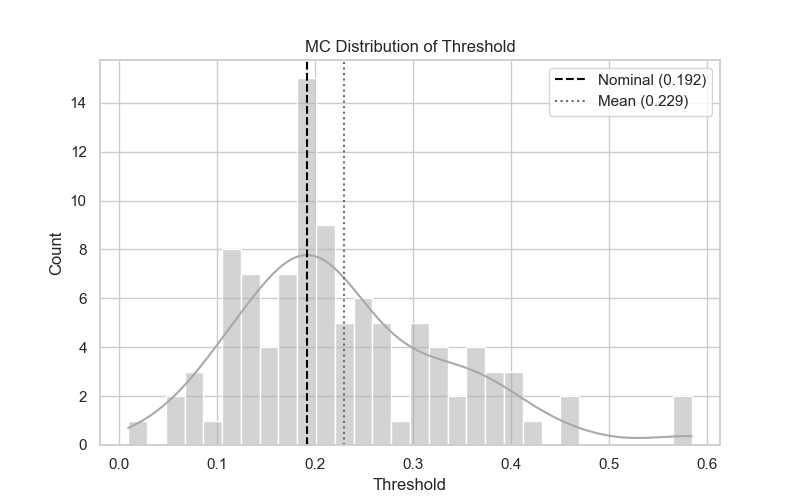 MC Distribution of Threshold
Nominal (0.192)
Mean (0.229)
14
12
10
8
6
4
2
0
Count
0.0 0.1 0.2 0.3 0.4 0.5 0.6
Threshold